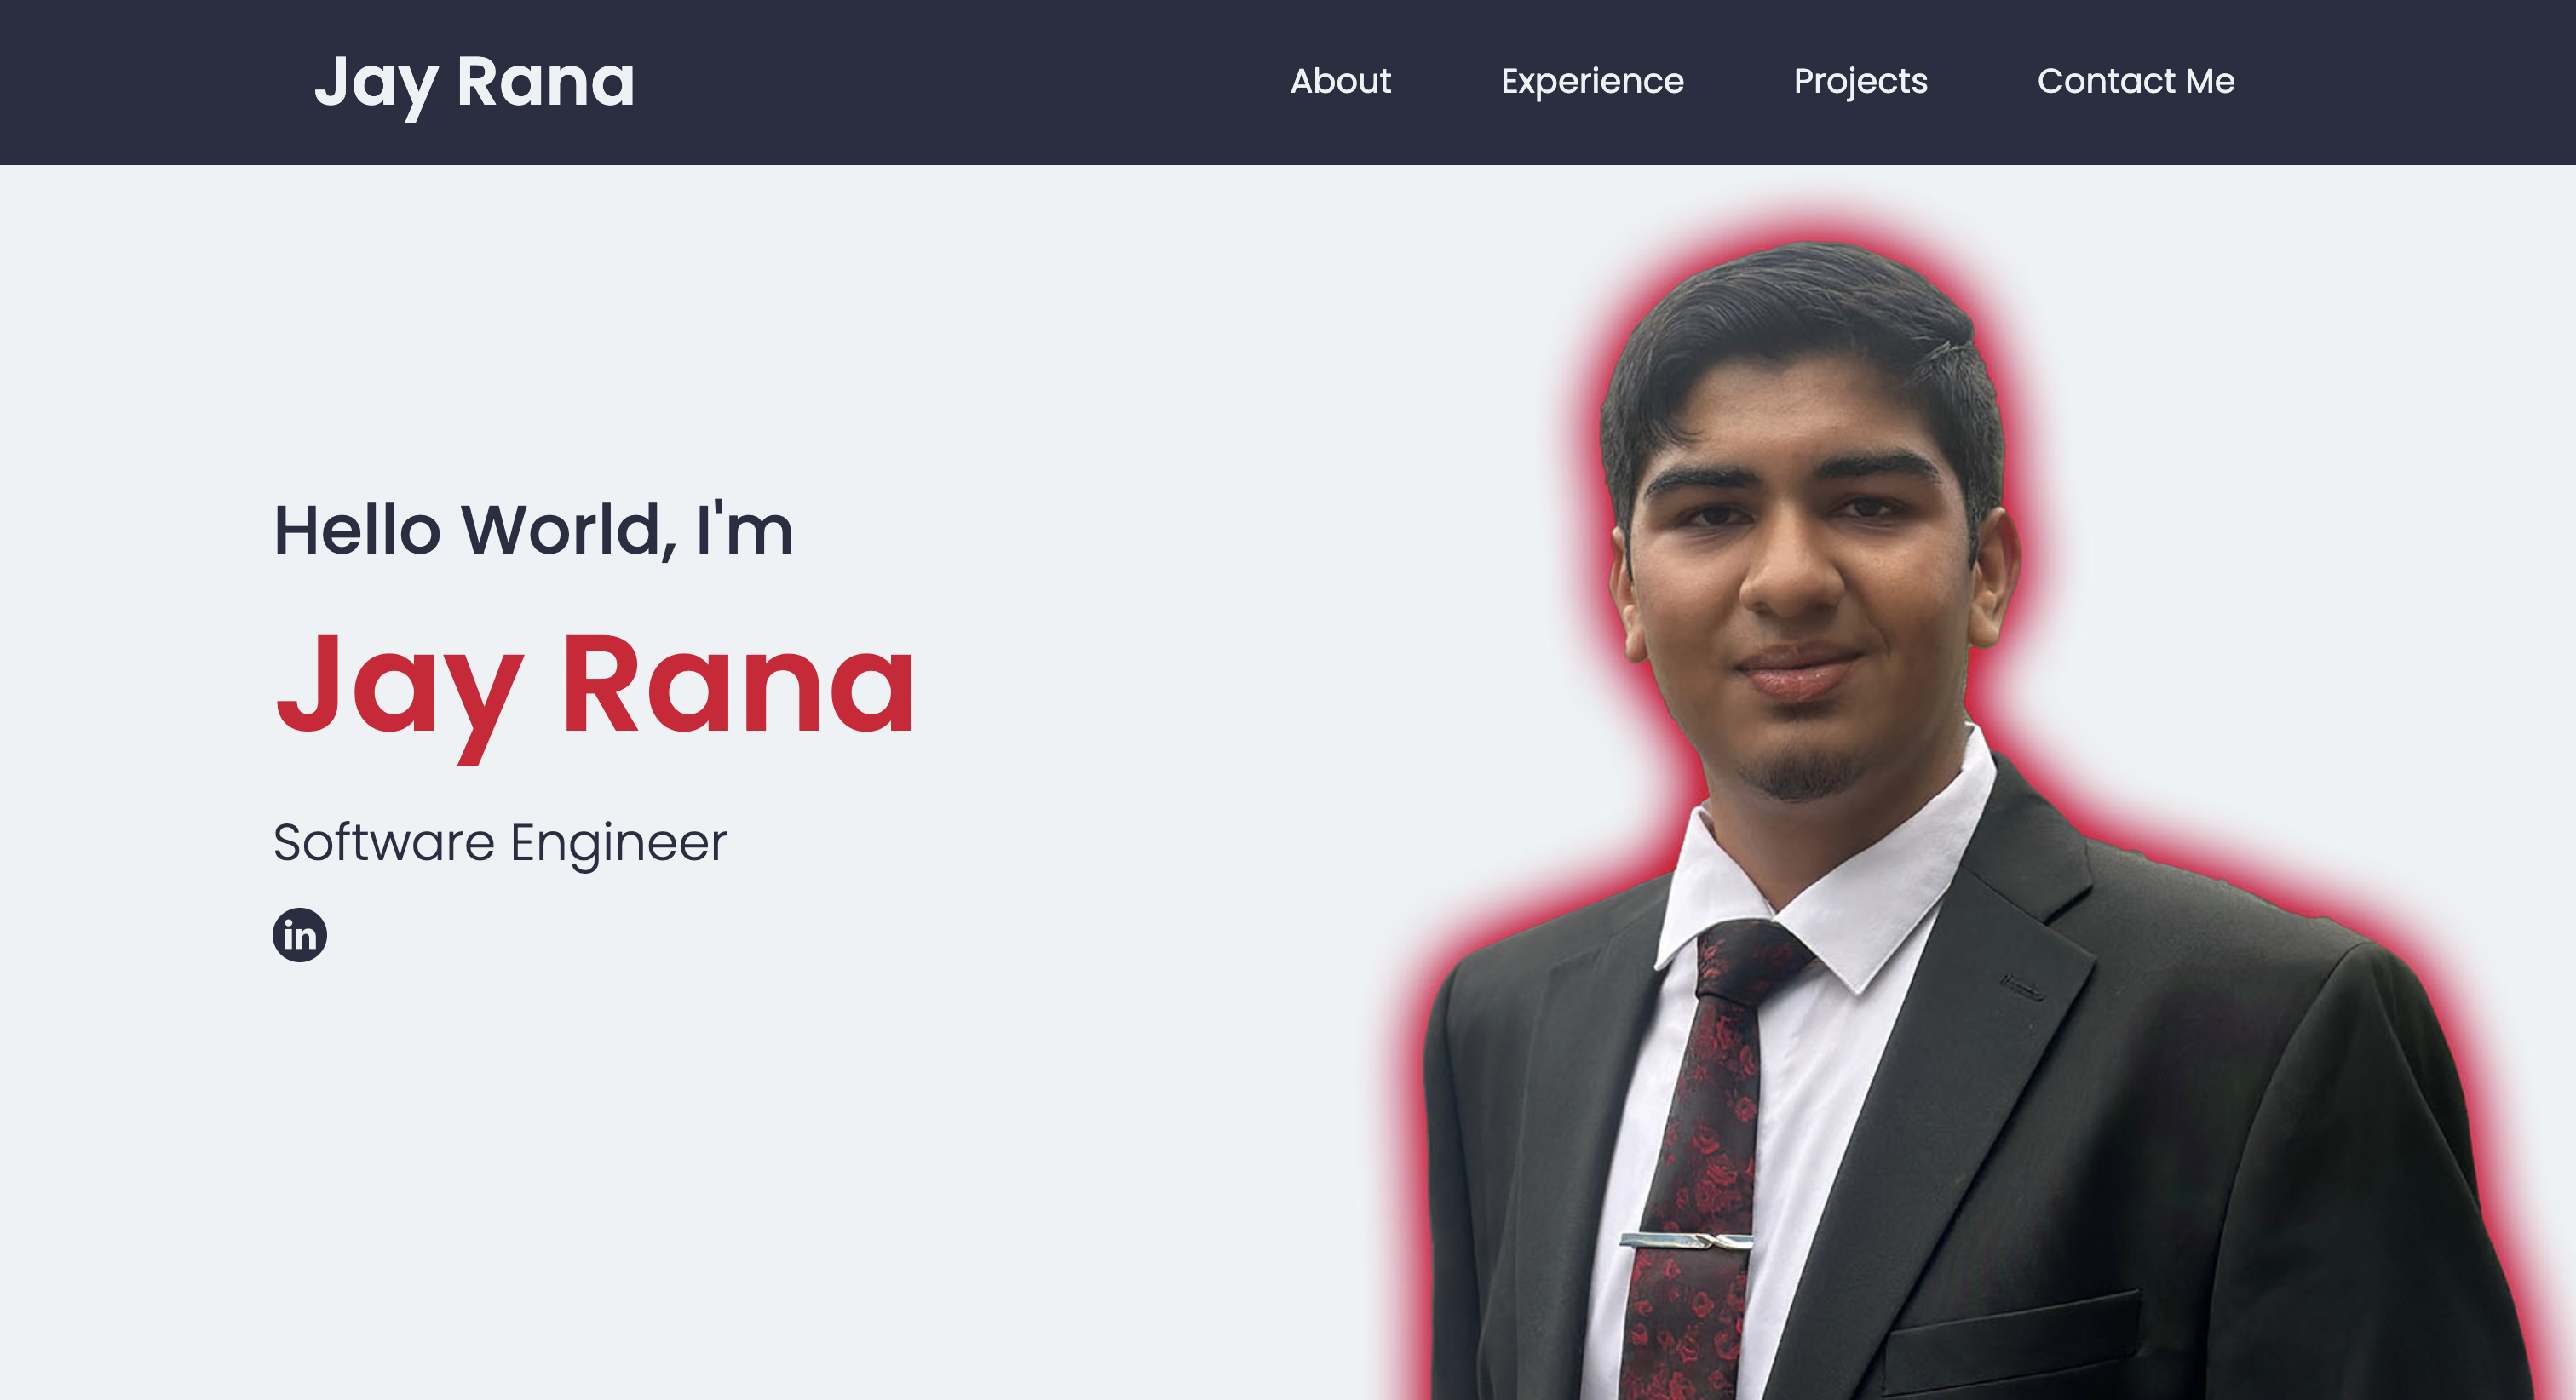 Jay Rana
About Experience Projects Contact Me
Hello World, I'm
Jay Rana
Software Engineer
in